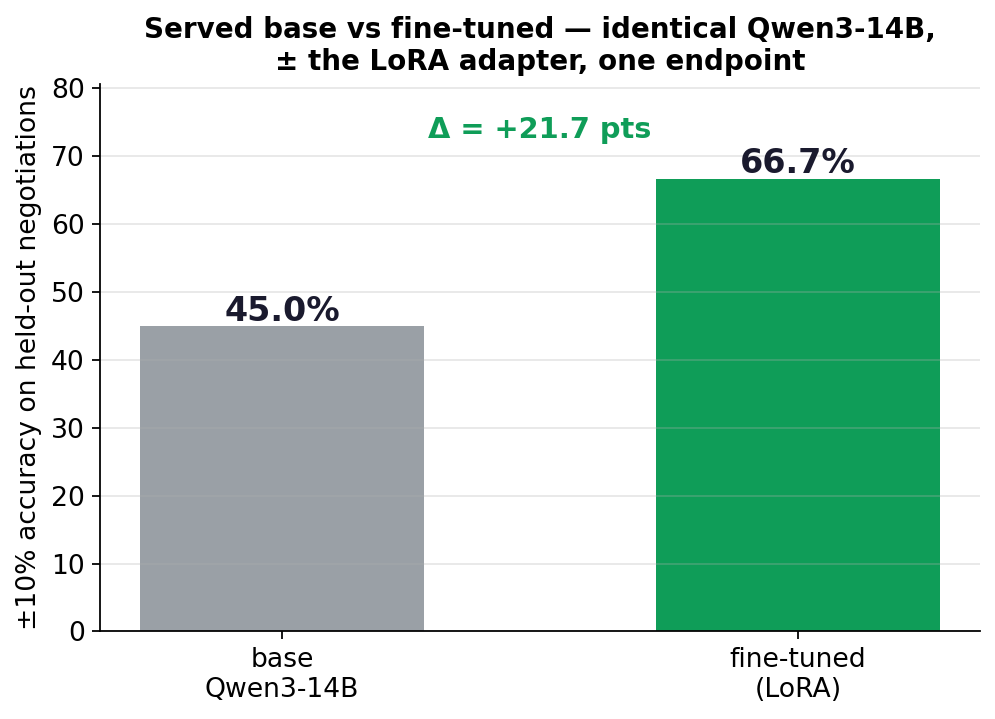 Served base vs fine-tuned — identical Qwen3-14B,
± the LoRA adapter, one endpoint
±10% accuracy on held-out negotiations
80
70
60
50
40
30
20
10
0
Δ = +21.7 pts
45.0%
66.7%
base
Qwen3-14B
fine-tuned
(LoRA)